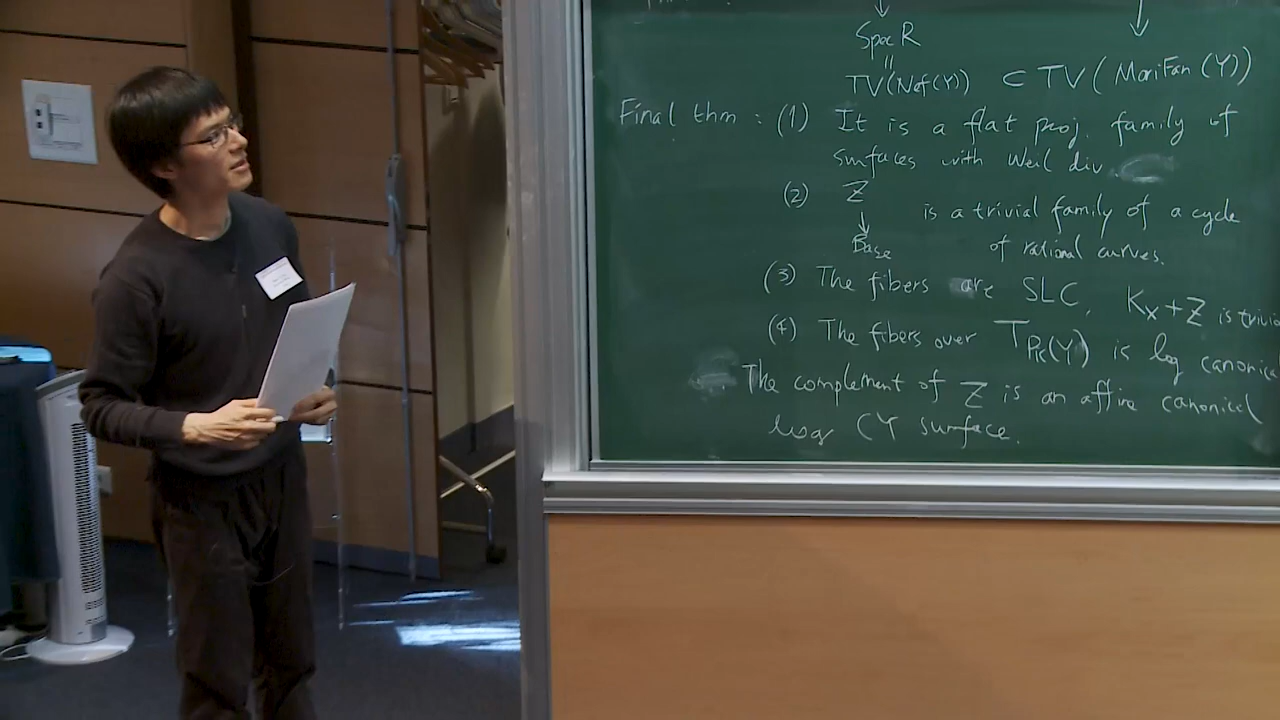 Spec R
"
TV(Nef(Y)) ⊂ TV(MoriFan(Y))
Final thm : (1) It is a flat proj. family of
surfaces with Weil div.
(2) Z is a trivial family of a cycle
↓
Base of rational curves.
(3) The fibers are SLC, K_X+Z is trivia
(4) The fibers over T_Pic(Y) is log canonica
The complement of Z is an affine canonical
log CY surface.